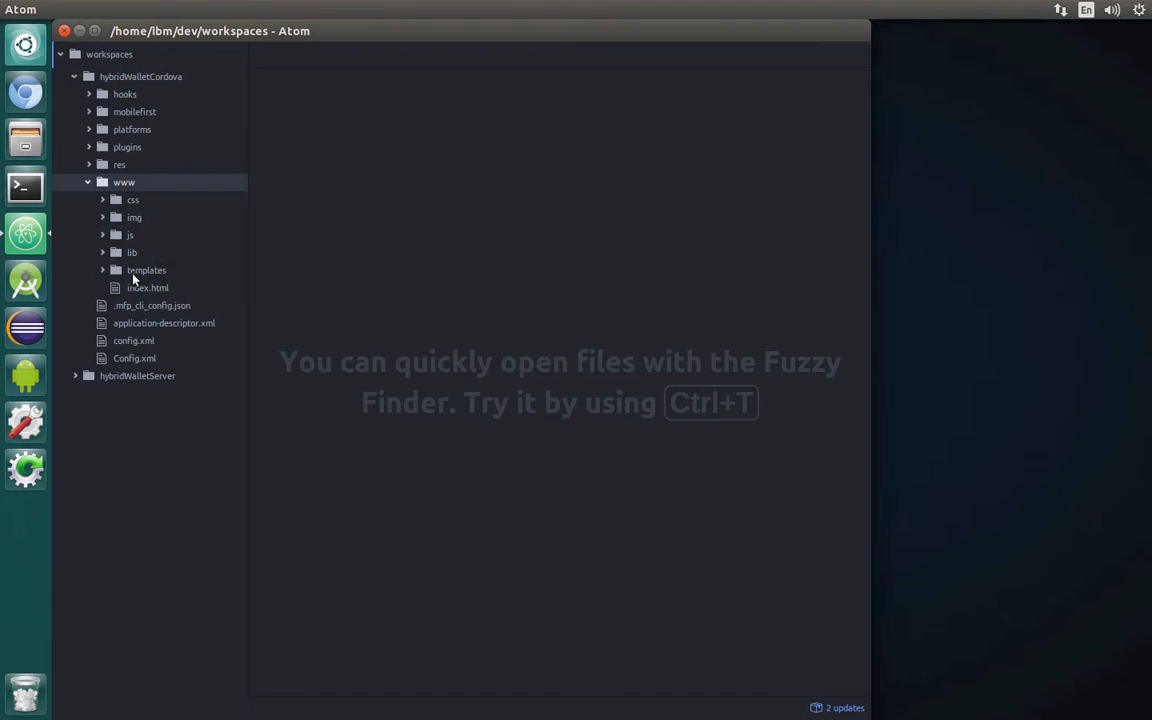 Atom
En
/home/ibm/dev/workspaces - Atom
workspaces
hybridWalletCordova
hooks
mobilefirst
platforms
plugins
res
www
css
img
js
lib
templates
index.html
.mfp_cli_config.json
application-descriptor.xml
config.xml
Config.xml
hybridWalletServer
You can quickly open files with the Fuzzy
Finder. Try it by using Ctrl+T
2 updates